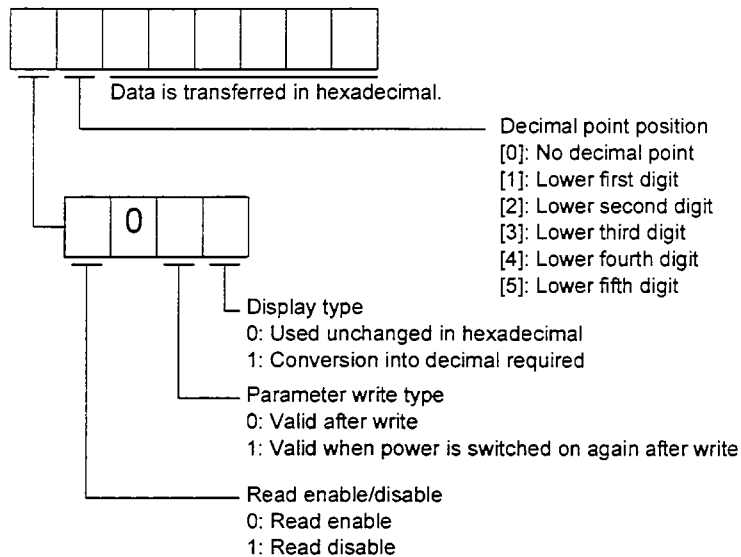 Data is transferred in hexadecimal.
Decimal point position
[0]: No decimal point
[1]: Lower first digit
[2]: Lower second digit
[3]: Lower third digit
[4]: Lower fourth digit
[5]: Lower fifth digit
0
Display type
0: Used unchanged in hexadecimal
1: Conversion into decimal required
Parameter write type
0: Valid after write
1: Valid when power is switched on again after write
Read enable/disable
0: Read enable
1: Read disable